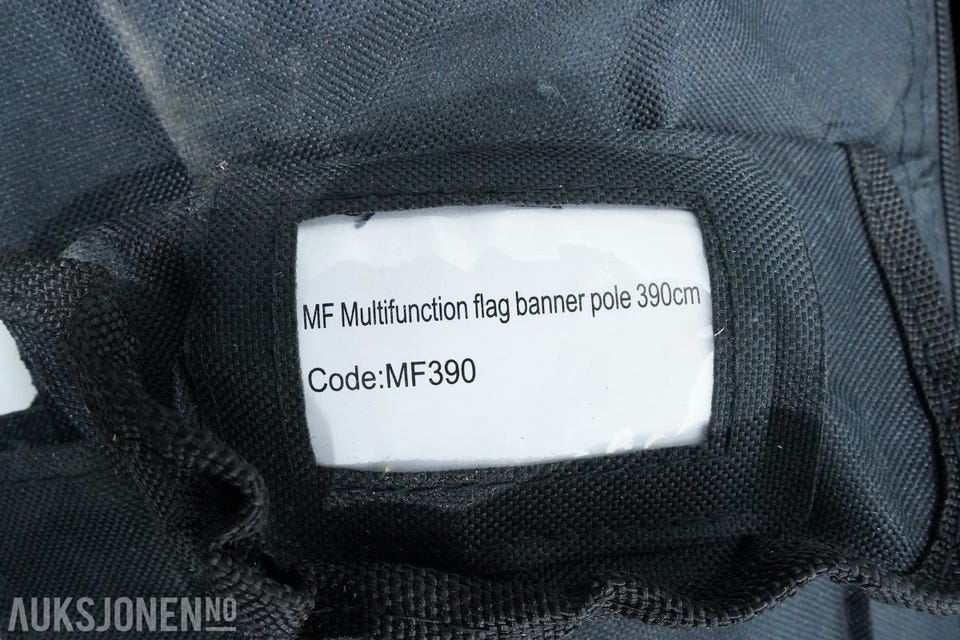 MF Multifunction flag banner pole 390cm
Code:MF390
AUKSJONEN.NO